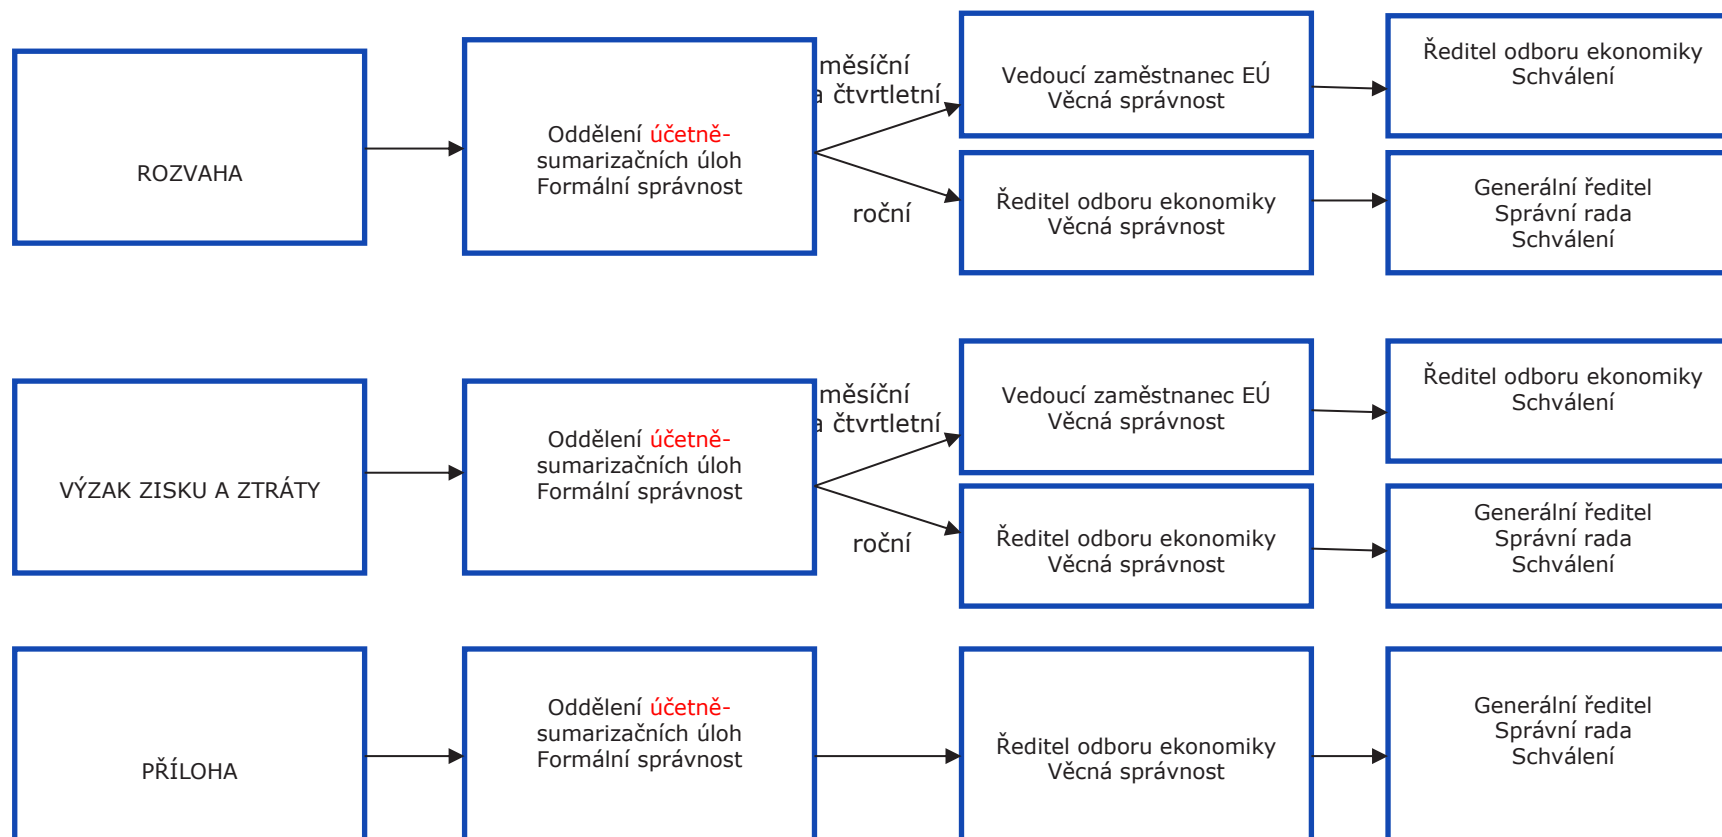 ROZVAHA
Oddělení účetně-
sumarizačních úloh
Formální správnost
měsíční
a čtvrtletní
roční
Vedoucí zaměstnanec EÚ
Věcná správnost
Ředitel odboru ekonomiky
Schválení
Ředitel odboru ekonomiky
Věcná správnost
Generální ředitel
Správní rada
Schválení
VÝZAK ZISKU A ZTRÁTY
Oddělení účetně-
sumarizačních úloh
Formální správnost
měsíční
a čtvrtletní
roční
Vedoucí zaměstnanec EÚ
Věcná správnost
Ředitel odboru ekonomiky
Schválení
Ředitel odboru ekonomiky
Věcná správnost
Generální ředitel
Správní rada
Schválení
PŘÍLOHA
Oddělení účetně-
sumarizačních úloh
Formální správnost
Ředitel odboru ekonomiky
Věcná správnost
Generální ředitel
Správní rada
Schválení